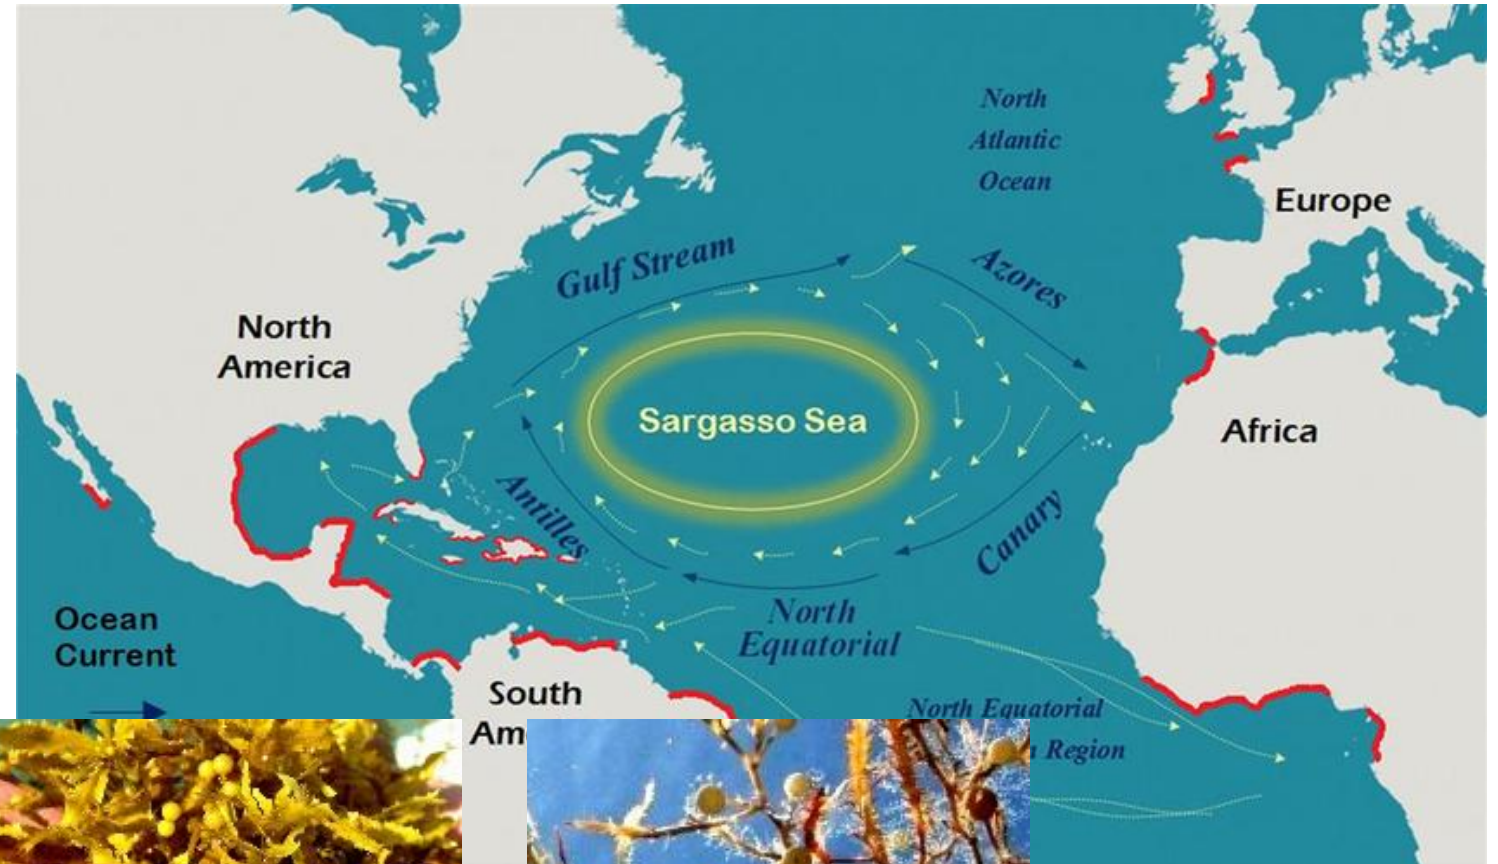 North
Atlantic
Ocean
Europe
Gulf Stream
Azores
North
America
Sargasso Sea
Africa
Antilles
Canary
Ocean
Current
North
Equatorial
South
Am
North Equatorial
Region